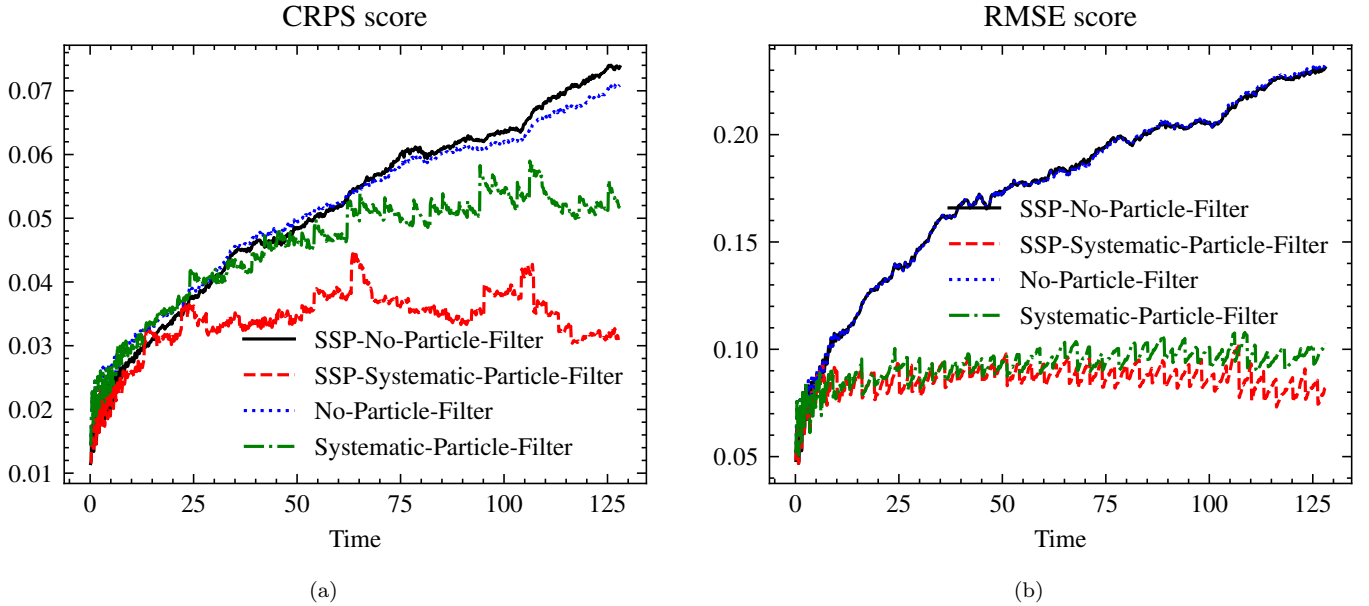 CRPS score
0.07
0.06
0.05
0.04
0.03
0.02
0.01
SSP-No-Particle-Filter
SSP-Systematic-Particle-Filter
No-Particle-Filter
Systematic-Particle-Filter
0 25 50 75 100 125
Time
(a)
RMSE score
0.20
0.15
0.10
0.05
SSP-No-Particle-Filter
SSP-Systematic-Particle-Filter
No-Particle-Filter
Systematic-Particle-Filter
0 25 50 75 100 125
Time
(b)